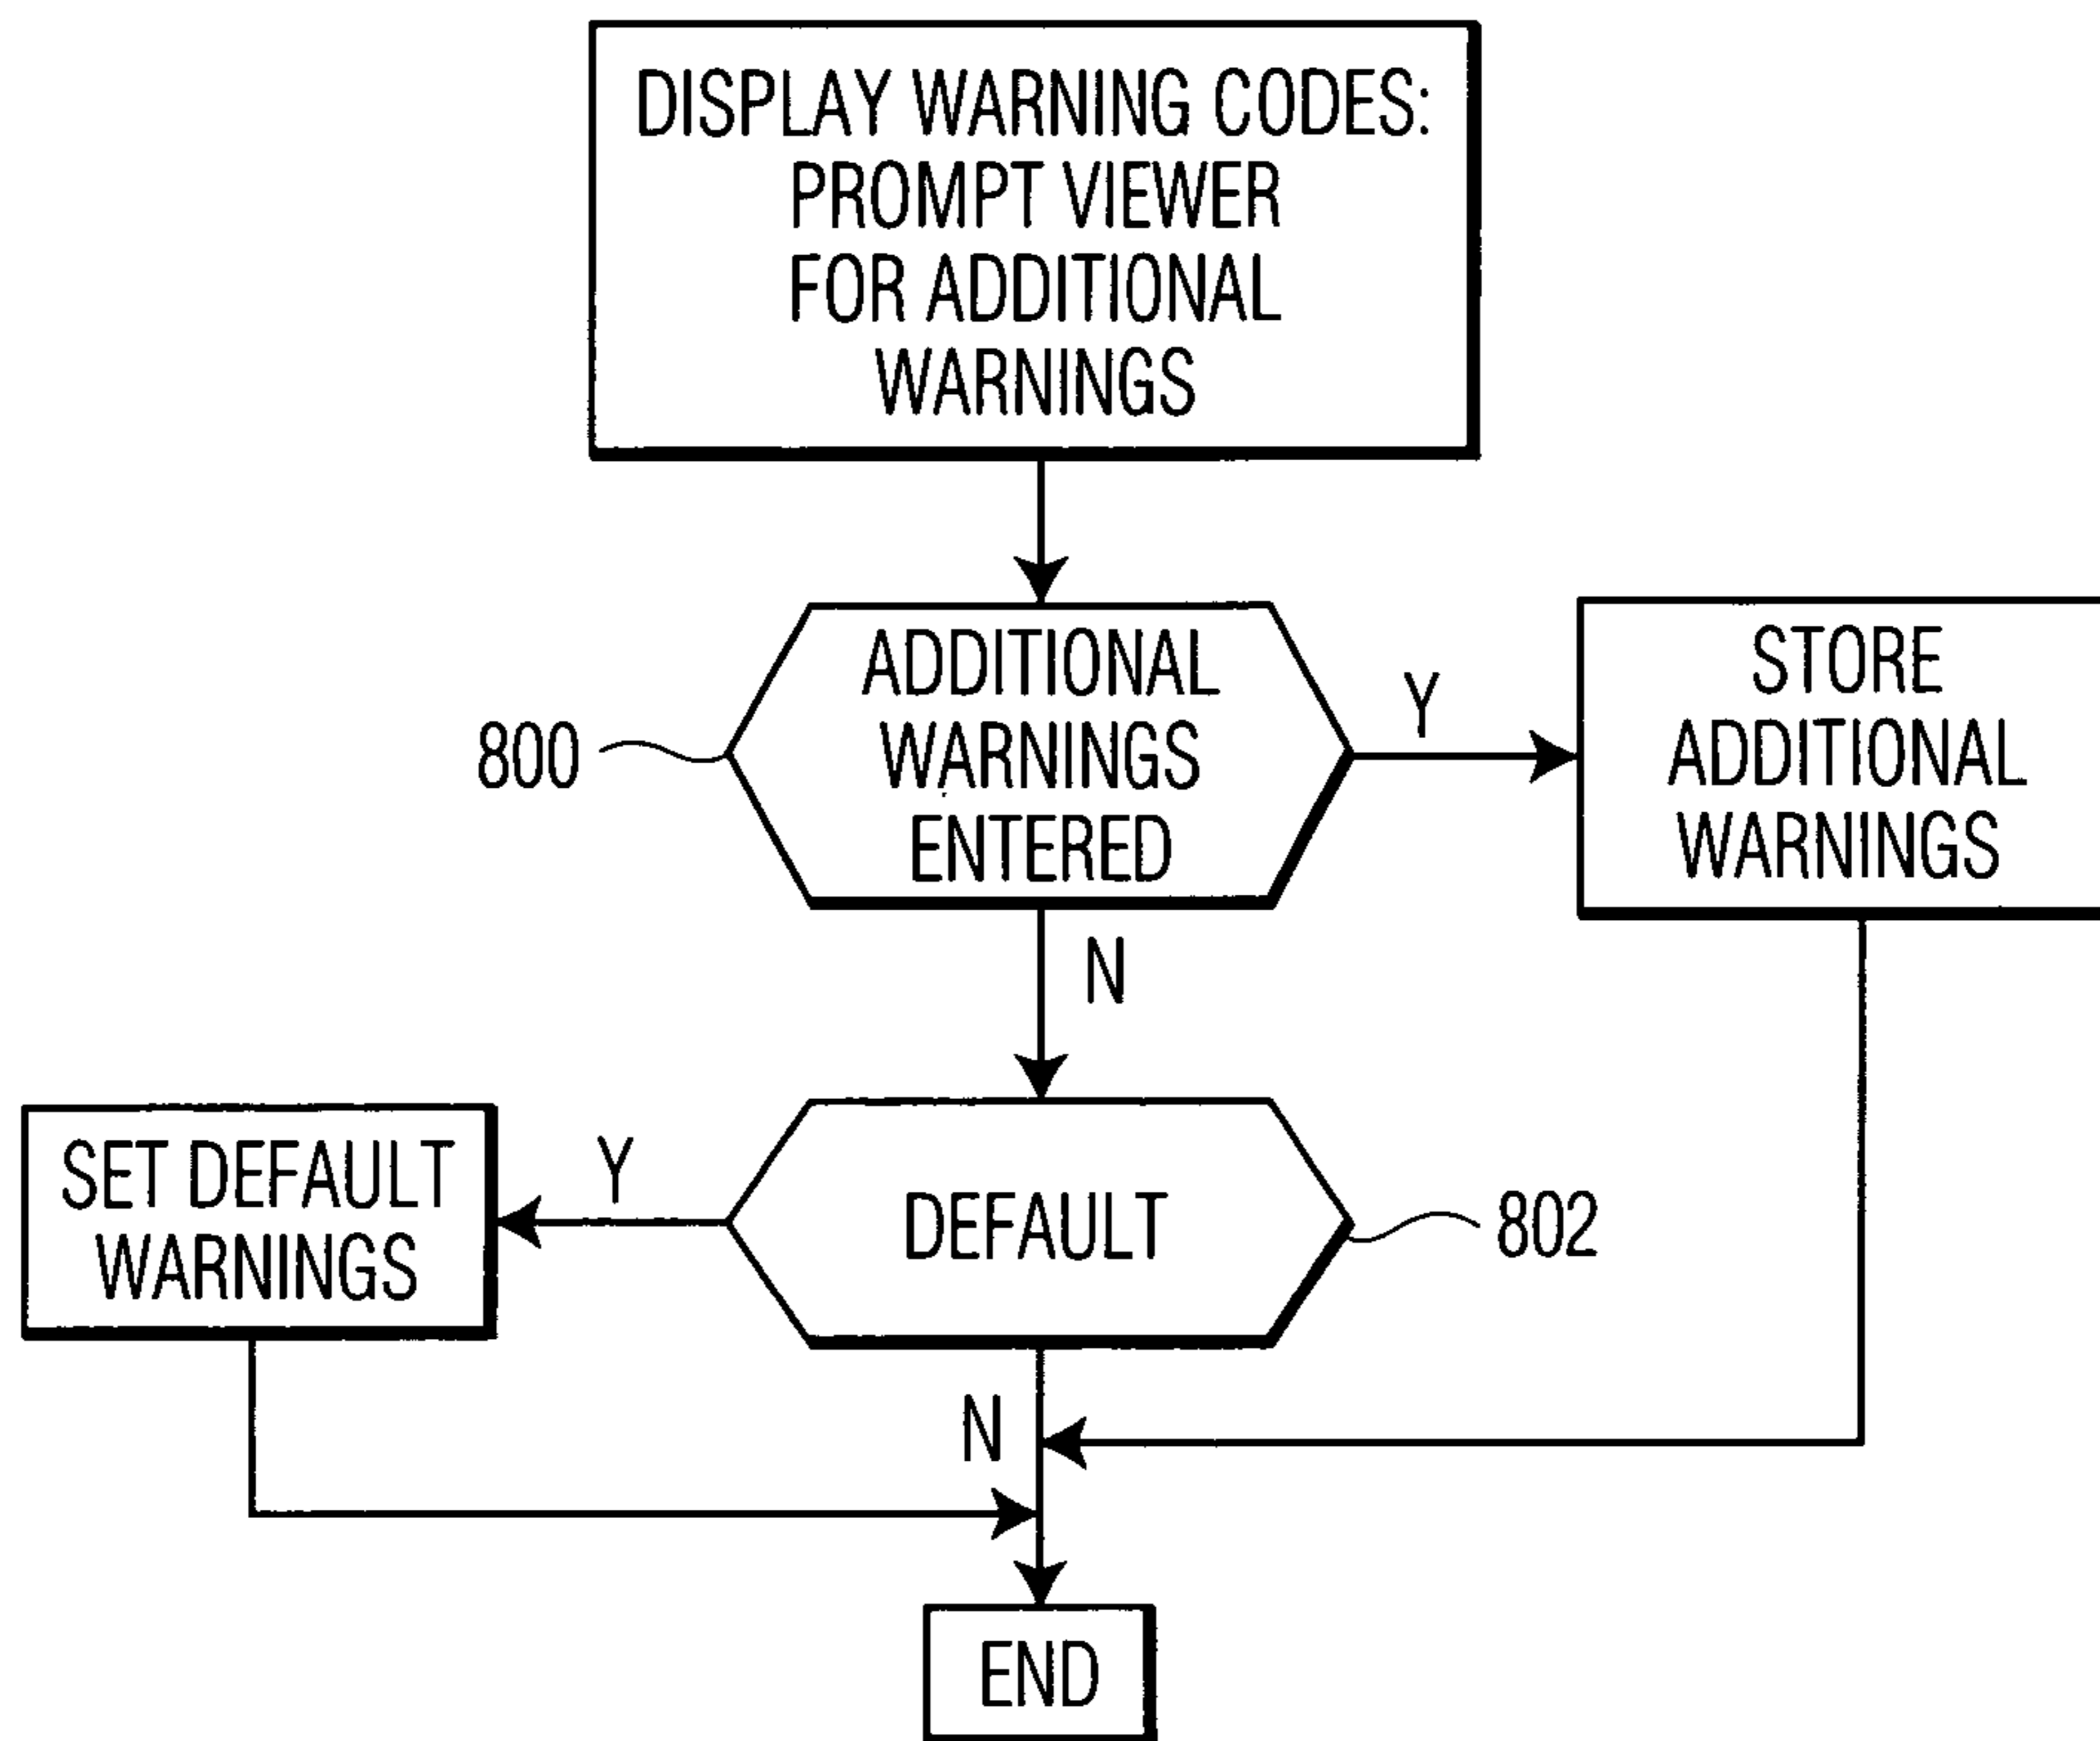 DISPLAY WARNING CODES:
PROMPT VIEWER
FOR ADDITIONAL
WARNINGS
800
ADDITIONAL
WARNINGS
ENTERED
Y
STORE
ADDITIONAL
WARNINGS
N
SET DEFAULT
WARNINGS
Y
DEFAULT
802
N
END